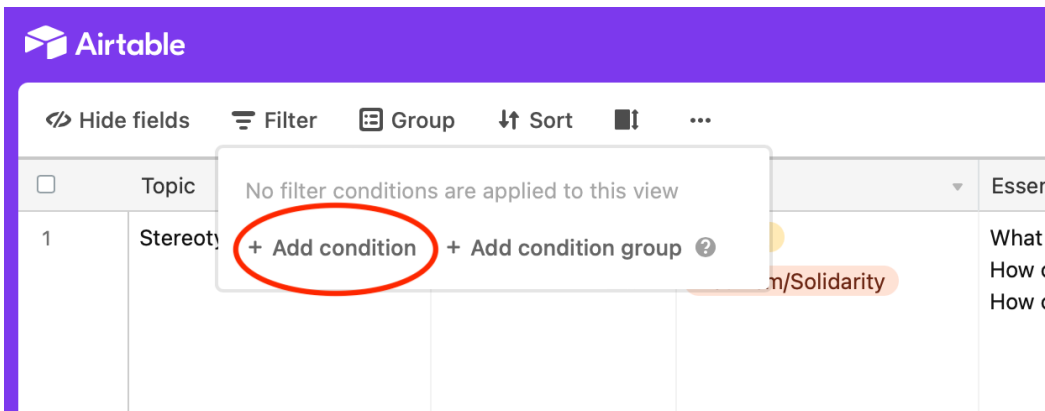 Airtable
Hide fields Filter Group Sort
Topic
No filter conditions are applied to this view
+ Add condition + Add condition group ?
1
What
How
How
m/Solidarity